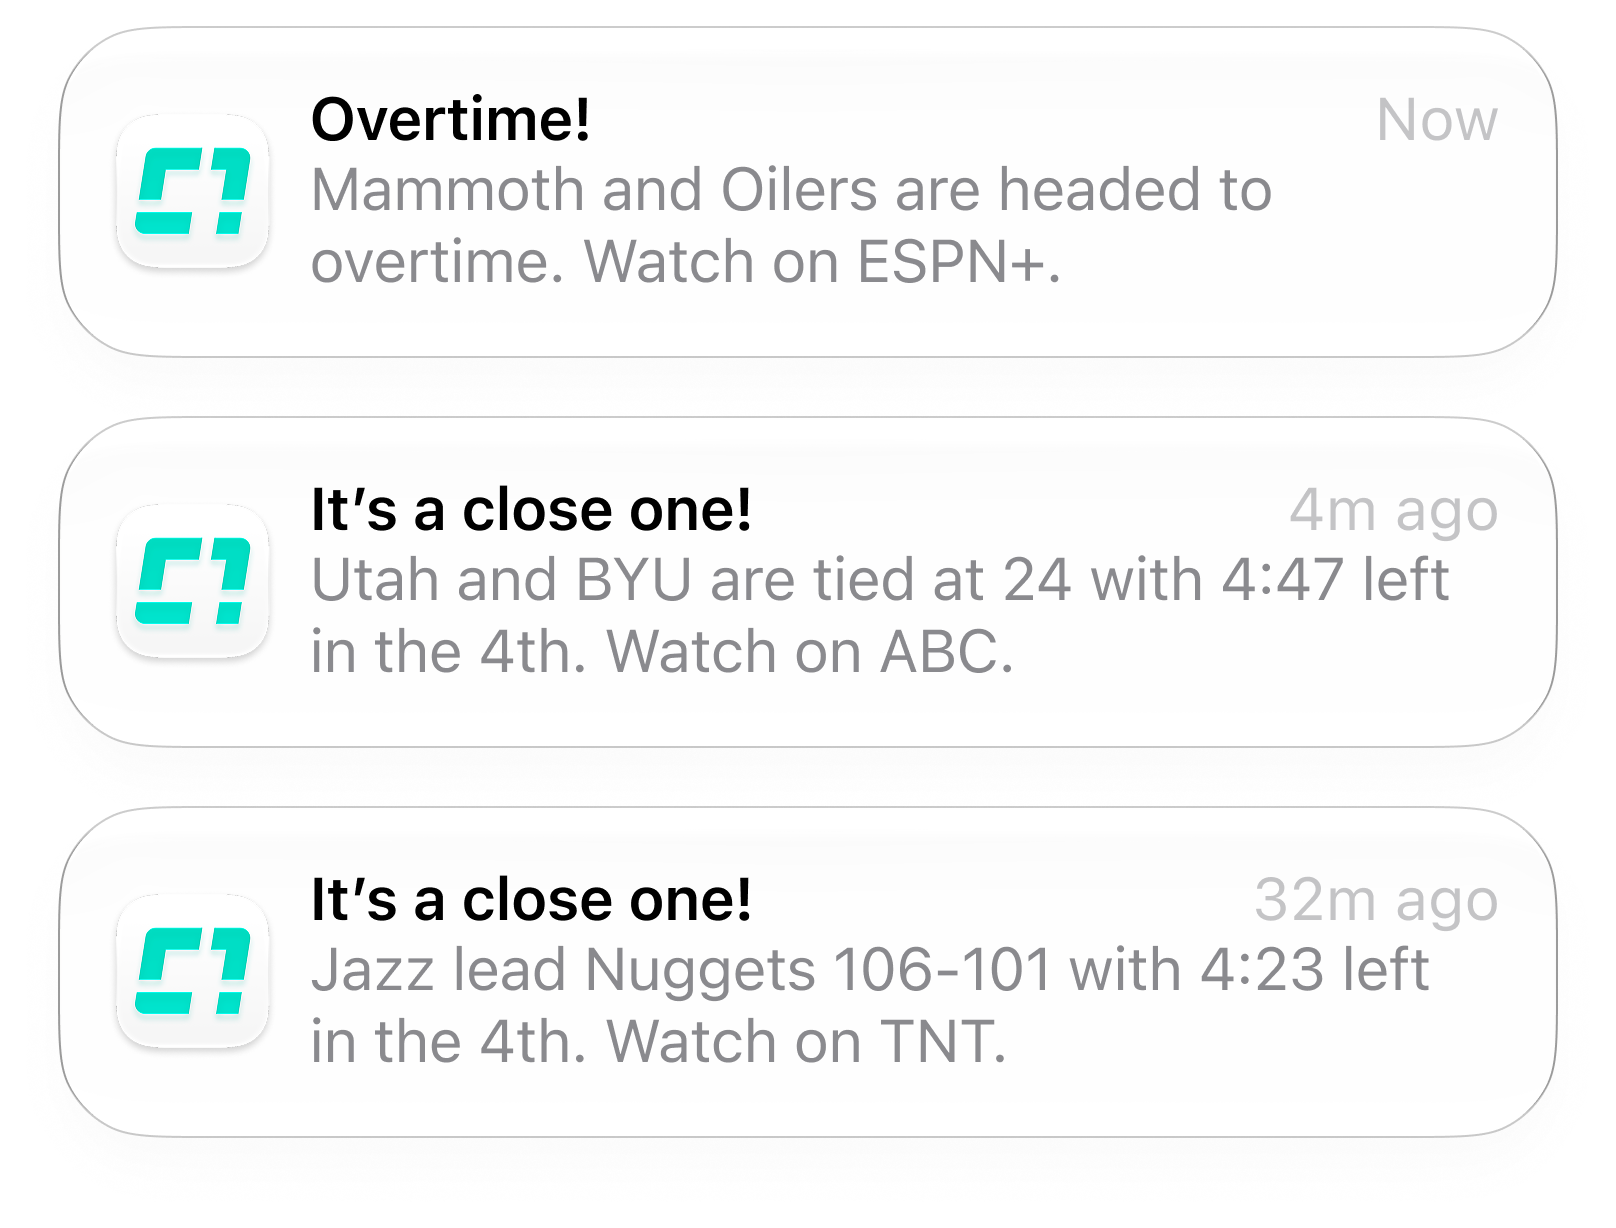 Overtime!
Now
Mammoth and Oilers are headed to
overtime. Watch on ESPN+.
It’s a close one!
4m ago
Utah and BYU are tied at 24 with 4:47 left
in the 4th. Watch on ABC.
It’s a close one!
32m ago
Jazz lead Nuggets 106-101 with 4:23 left
in the 4th. Watch on TNT.